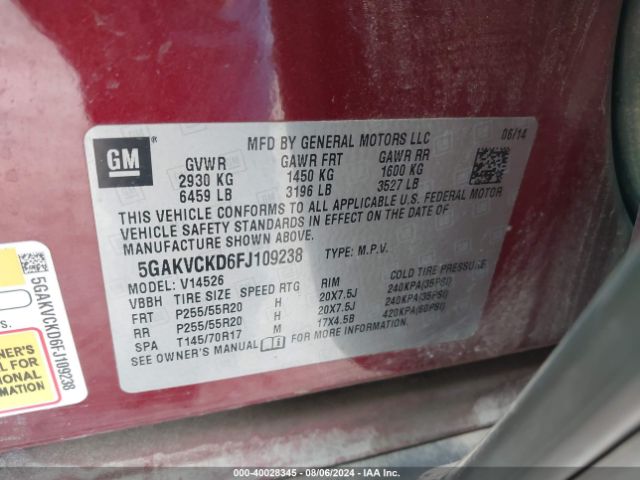 GM
®
MFD BY GENERAL MOTORS LLC 06/14
GVWR GAWR FRT GAWR RR
2930 KG 1450 KG 1600 KG
6459 LB 3196 LB 3527 LB
THIS VEHICLE CONFORMS TO ALL APPLICABLE U.S. FEDERAL MOTOR
VEHICLE SAFETY STANDARDS IN EFFECT ON THE DATE OF
MANUFACTURE SHOWN ABOVE.
5GAKVCKD6FJ109238 TYPE: M.P.V.
MODEL: V14526
VBBH TIRE SIZE SPEED RTG RIM COLD TIRE PRESSURE
FRT P255/55R20 H 20X7.5J 240KPA(35PSI)
RR P255/55R20 H 20X7.5J 240KPA(35PSI)
SPA T145/70R17 M 17X4.5B 420KPA(60PSI)
SEE OWNER'S MANUAL FOR MORE INFORMATION
5GAKVCKD6FJ109238
OWNER'S
L FOR
IONAL
MATION
000-40028345 - 08/06/2024 - IAA Inc.